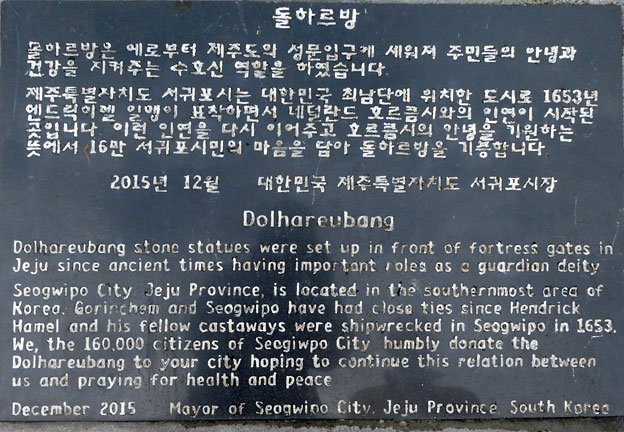 돌하르방
돌하르방은 예로부터 제주도의 성문입구에 세워져 주민들의 안녕과
건강을 지켜주는 수호신 역할을 하였습니다.
제주특별자치도 서귀포시는 대한민국 최남단에 위치한 도시로 1653년
헨드릭하멜 일행이 표착하면서 네덜란드 호르큼시와의 인연이 시작된
곳입니다. 이런 인연을 다시 이어주고 호르큼시의 안녕을 기원하는
뜻에서 16만 서귀포시민의 마음을 담아 돌하르방을 기증합니다.
2015년 12월 대한민국 제주특별자치도 서귀포시장
Dolhareubang
Dolhareubang stone statues were set up in front of fortress gates in
Jeju since ancient times having important roles as a guardian deity
Seogwipo City, Jeju Province, is located in the southernmost area of
Korea. Gorinchem and Seogwipo have had close ties since Hendrick
Hamel and his fellow castaways were shipwrecked in Seogwipo in 1653.
We, the 160,000 citizens of Seogiwpo City humbly donate the
Dolhareubang to your city hoping to continue this relation between
us and praying for health and peace
December 2015 Mayor of Seogwipo City, Jeju Province, South Korea